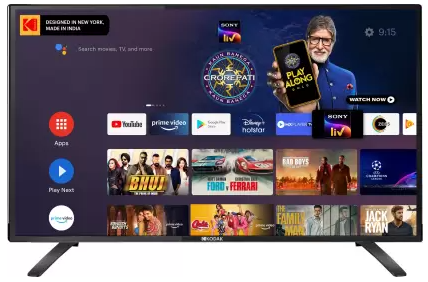 KODAK
DESIGNED IN NEW YORK,
MADE IN INDIA
SONY
liv
9:15
Search movies, TV, and more
KAUN BANEGA
CROREPATI
PLAY
ALONG
GOLD
WATCH NOW
Apps
YouTube
prime video
Google Play
Disney+
hotstar
SONY
liv
Play Next
BHUJ
FORD v FERRARI
BAD BOYS
CHAMPIONS
LEAGUE
prime video
THE
FAMILY
MAN
JACK
RYAN
KODAK